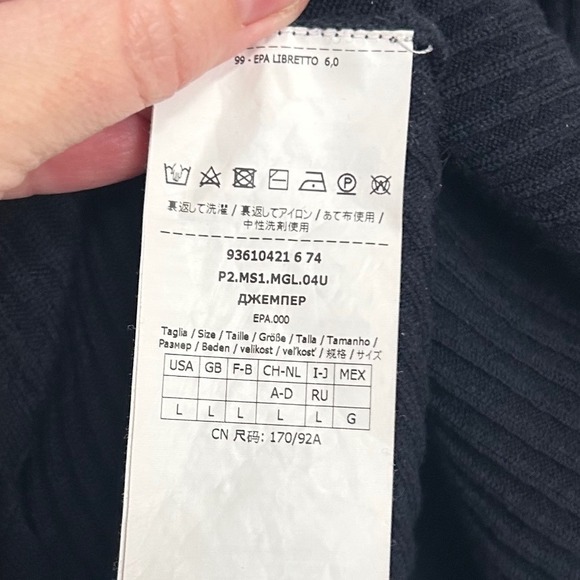 99 - EPA LIBRETTO 6,0
裏返して洗濯 / 裏返してアイロン / あて布使用 /
中性洗剤使用
93610421 6 74
P2.MS1.MGL.04U
ДЖЕМПЕР
EPA.000
Taglia / Size / Taille / Größe / Talla / Tamanho /
Размер / Beden / velikost / veľkosť / 规格 / サイズ
USA GB F-B CH-NL I-J MEX
A-D RU
L L L L L G
CN 尺码: 170/92A